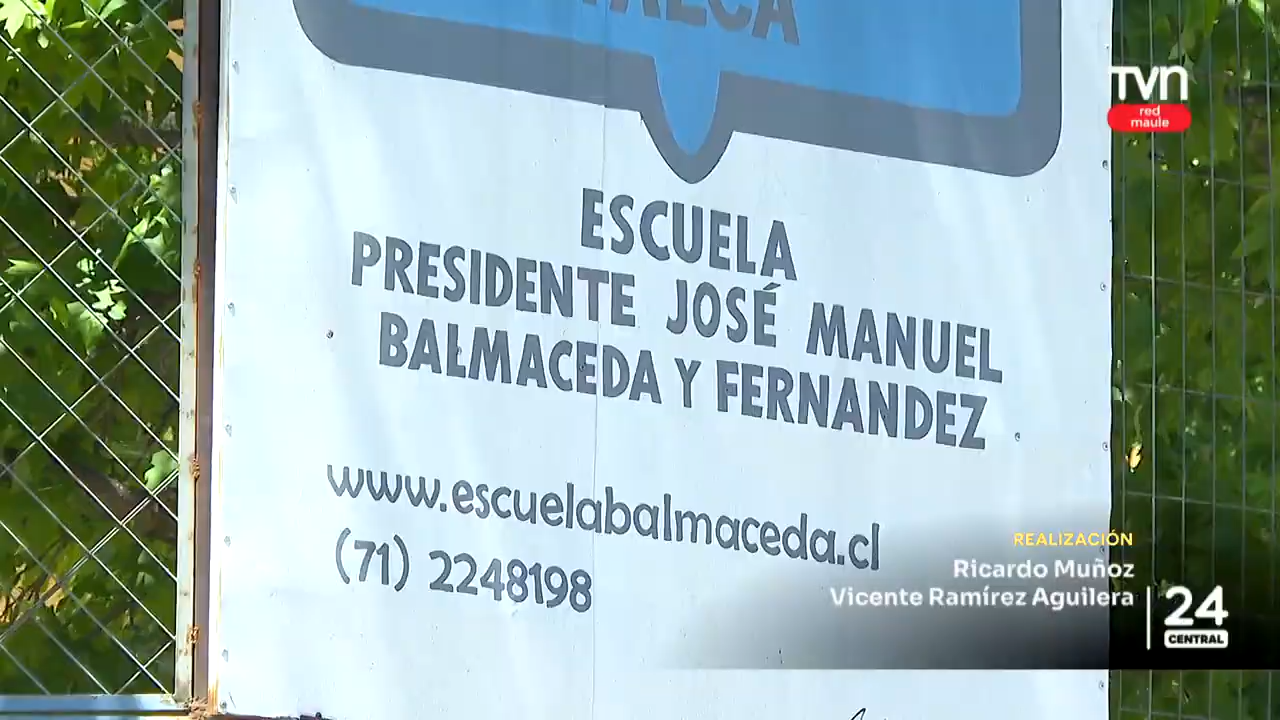 TALCA
ESCUELA
PRESIDENTE JOSÉ MANUEL
BALMACEDA Y FERNANDEZ
www.escuelabalmaceda.cl
(71) 2248198
TVN
red
maule
REALIZACIÓN
Ricardo Muñoz
Vicente Ramírez Aguilera
24
CENTRAL